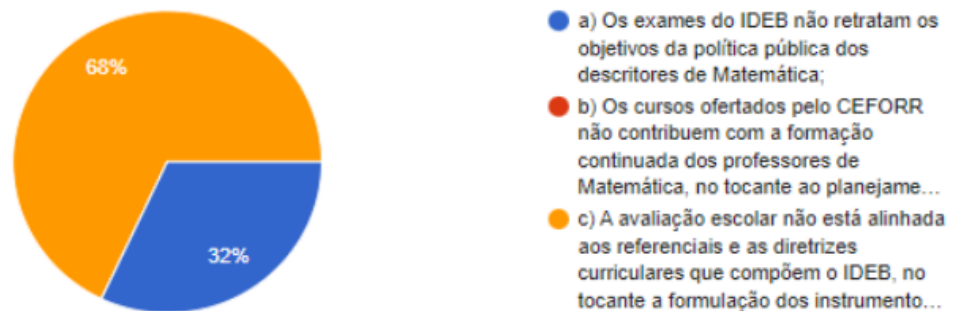 68%
32%
a) Os exames do IDEB não retratam os
objetivos da política pública dos
descritores de Matemática;
b) Os cursos ofertados pelo CEFORR
não contribuem com a formação
continuada dos professores de
Matemática, no tocante ao planejame...
c) A avaliação escolar não está alinhada
aos referenciais e as diretrizes
curriculares que compõem o IDEB, no
tocante a formulação dos instrumento...